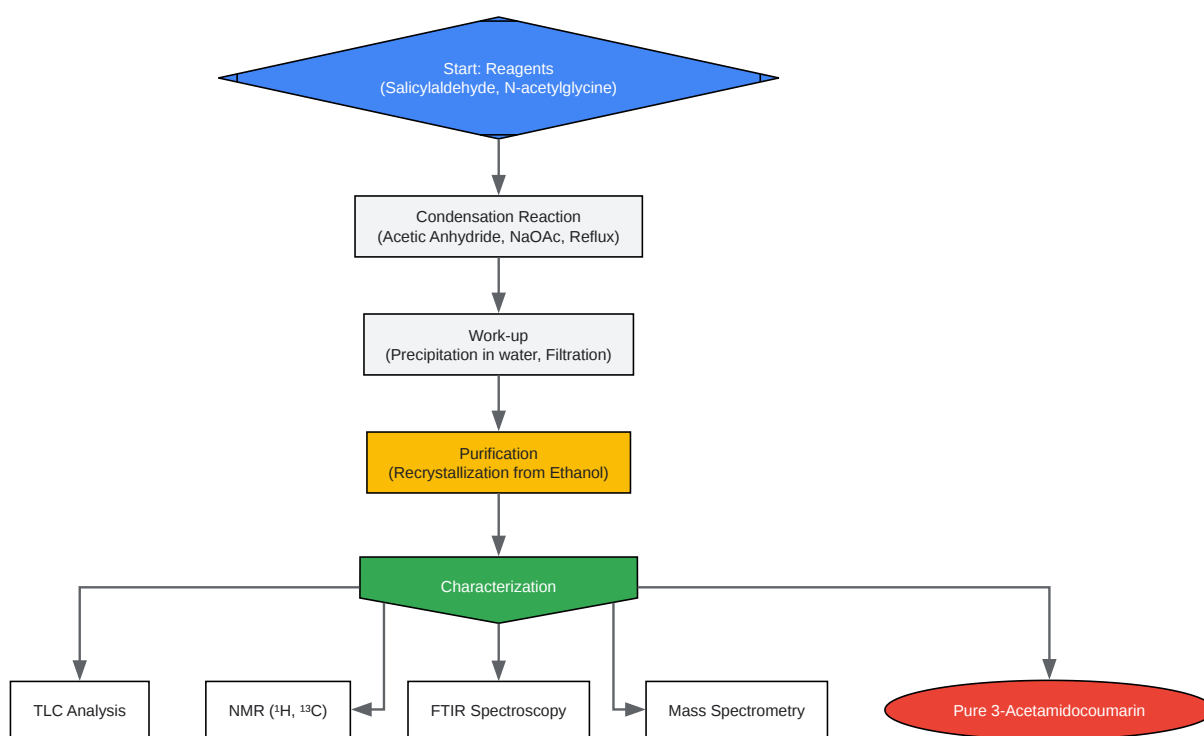 Start: Reagents
(Salicylaldehyde, N-acetylglycine)
Condensation Reaction
(Acetic Anhydride, NaOAc, Reflux)
Work-up
(Precipitation in water, Filtration)
Purification
(Recrystallization from Ethanol)
Characterization
TLC Analysis
NMR (¹H, ¹³C)
FTIR Spectroscopy
Mass Spectrometry
Pure 3-Acetamidocoumarin